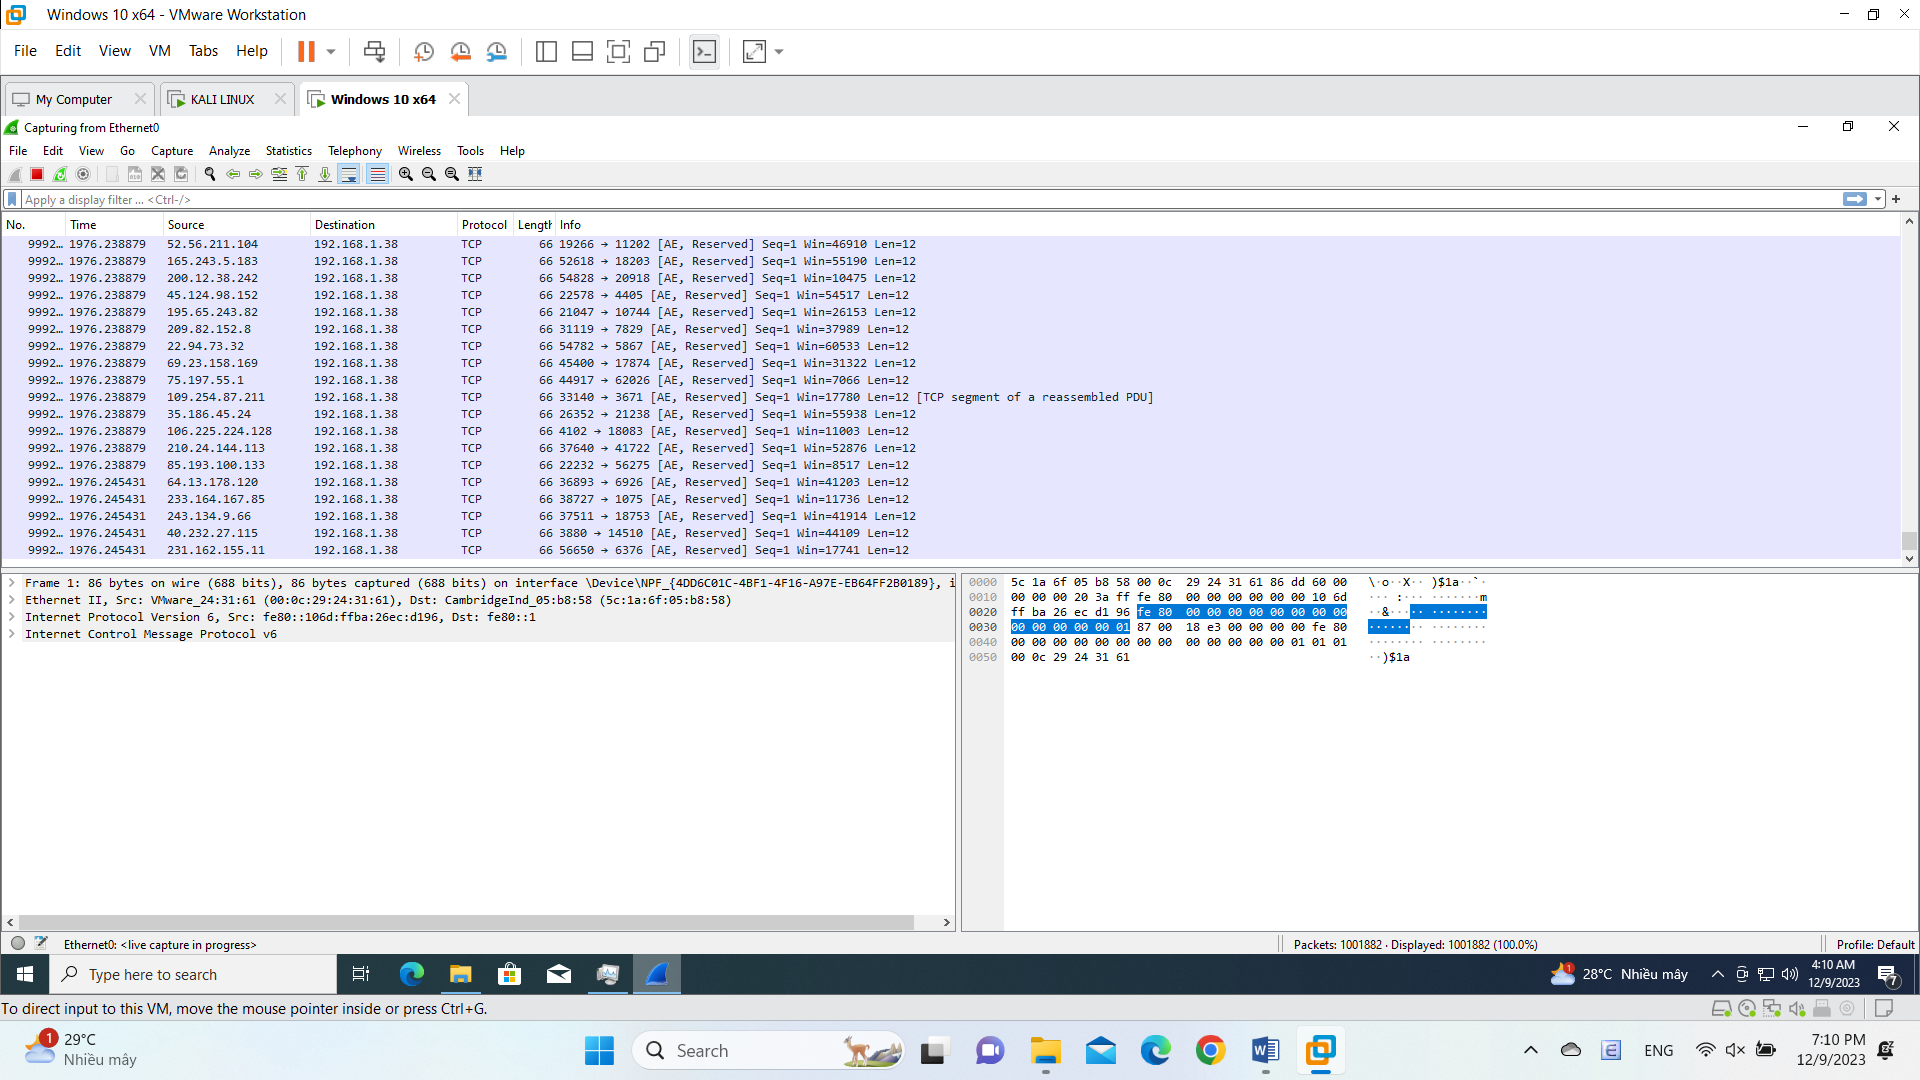 Windows 10 x64 - VMware Workstation
File Edit View VM Tabs Help
My Computer KALI LINUX Windows 10 x64
Capturing from Ethernet0
File Edit View Go Capture Analyze Statistics Telephony Wireless Tools Help
Apply a display filter ... <Ctrl-/>
No. Time Source Destination Protocol Length Info
9992… 1976.238879 52.56.211.104 192.168.1.38 TCP 66 19266 → 11202 [AE, Reserved] Seq=1 Win=46910 Len=12
9992… 1976.238879 165.243.5.183 192.168.1.38 TCP 66 52618 → 18203 [AE, Reserved] Seq=1 Win=55190 Len=12
9992… 1976.238879 200.12.38.242 192.168.1.38 TCP 66 54828 → 20918 [AE, Reserved] Seq=1 Win=10475 Len=12
9992… 1976.238879 45.124.98.152 192.168.1.38 TCP 66 22578 → 4405 [AE, Reserved] Seq=1 Win=54517 Len=12
9992… 1976.238879 195.65.243.82 192.168.1.38 TCP 66 21047 → 10744 [AE, Reserved] Seq=1 Win=26153 Len=12
9992… 1976.238879 209.82.152.8 192.168.1.38 TCP 66 31119 → 7829 [AE, Reserved] Seq=1 Win=37989 Len=12
9992… 1976.238879 22.94.73.32 192.168.1.38 TCP 66 54782 → 5867 [AE, Reserved] Seq=1 Win=60533 Len=12
9992… 1976.238879 69.23.158.169 192.168.1.38 TCP 66 45400 → 17874 [AE, Reserved] Seq=1 Win=31322 Len=12
9992… 1976.238879 75.197.55.1 192.168.1.38 TCP 66 44917 → 62026 [AE, Reserved] Seq=1 Win=7066 Len=12
9992… 1976.238879 109.254.87.211 192.168.1.38 TCP 66 33140 → 3671 [AE, Reserved] Seq=1 Win=17780 Len=12 [TCP segment of a reassembled PDU]
9992… 1976.238879 35.186.45.24 192.168.1.38 TCP 66 26352 → 21238 [AE, Reserved] Seq=1 Win=55938 Len=12
9992… 1976.238879 106.225.224.128 192.168.1.38 TCP 66 4102 → 18083 [AE, Reserved] Seq=1 Win=11003 Len=12
9992… 1976.238879 210.24.144.113 192.168.1.38 TCP 66 37640 → 41722 [AE, Reserved] Seq=1 Win=52876 Len=12
9992… 1976.238879 85.193.100.133 192.168.1.38 TCP 66 22232 → 56275 [AE, Reserved] Seq=1 Win=8517 Len=12
9992… 1976.245431 64.13.178.120 192.168.1.38 TCP 66 36893 → 6926 [AE, Reserved] Seq=1 Win=41203 Len=12
9992… 1976.245431 233.164.167.85 192.168.1.38 TCP 66 38727 → 1075 [AE, Reserved] Seq=1 Win=11736 Len=12
9992… 1976.245431 243.134.9.66 192.168.1.38 TCP 66 37511 → 18753 [AE, Reserved] Seq=1 Win=41914 Len=12
9992… 1976.245431 40.232.27.115 192.168.1.38 TCP 66 3880 → 14510 [AE, Reserved] Seq=1 Win=44109 Len=12
9992… 1976.245431 231.162.155.11 192.168.1.38 TCP 66 56650 → 6376 [AE, Reserved] Seq=1 Win=17741 Len=12
Frame 1: 86 bytes on wire (688 bits), 86 bytes captured (688 bits) on interface \Device\NPF_{4DD6C01C-4BF1-4F16-A97E-EB64FF2B0189}, i
Ethernet II, Src: VMware_24:31:61 (00:0c:29:24:31:61), Dst: CambridgeInd_05:b8:58 (5c:1a:6f:05:b8:58)
Internet Protocol Version 6, Src: fe80::106d:ffba:26ec:d196, Dst: fe80::1
Internet Control Message Protocol v6
0000 5c 1a 6f 05 b8 58 00 0c 29 24 31 61 86 dd 60 00 \·o··X·· )$1a··`·
0010 00 00 00 20 3a ff fe 80 00 00 00 00 00 00 10 6d ··· :··· ·······m
0020 ff ba 26 ec d1 96 fe 80 00 00 00 00 00 00 00 00 ··&····· ········
0030 00 00 00 00 00 01 87 00 18 e3 00 00 00 00 fe 80 ········ ········
0040 00 00 00 00 00 00 00 00 00 00 00 00 00 01 01 01 ········ ········
0050 00 0c 29 24 31 61 ··)$1a
Ethernet0: <live capture in progress> Packets: 1001882 · Displayed: 1001882 (100.0%) Profile: Default
Type here to search 1 28°C Nhiều mây 4:10 AM
12/9/2023 7
To direct input to this VM, move the mouse pointer inside or press Ctrl+G.
1 29°C
Nhiều mây
Search ENG 7:10 PM
12/9/2023